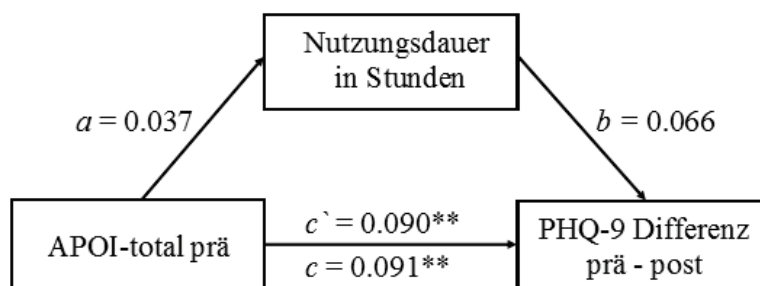 Nutzungsdauer
in Stunden
a = 0.037
b = 0.066
APOI-total prä
c` = 0.090**
c = 0.091**
PHQ-9 Differenz
prä - post